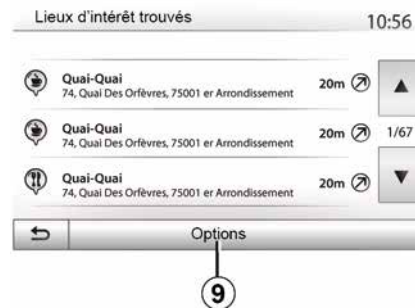 Lieux d'intérêt trouvés 10:56
Quai-Quai
74, Quai Des Orfèvres, 75001 er Arrondissement 20m
Quai-Quai
74, Quai Des Orfèvres, 75001 er Arrondissement 20m 1/67
Quai-Quai
74, Quai Des Orfèvres, 75001 er Arrondissement 20m
Options
9